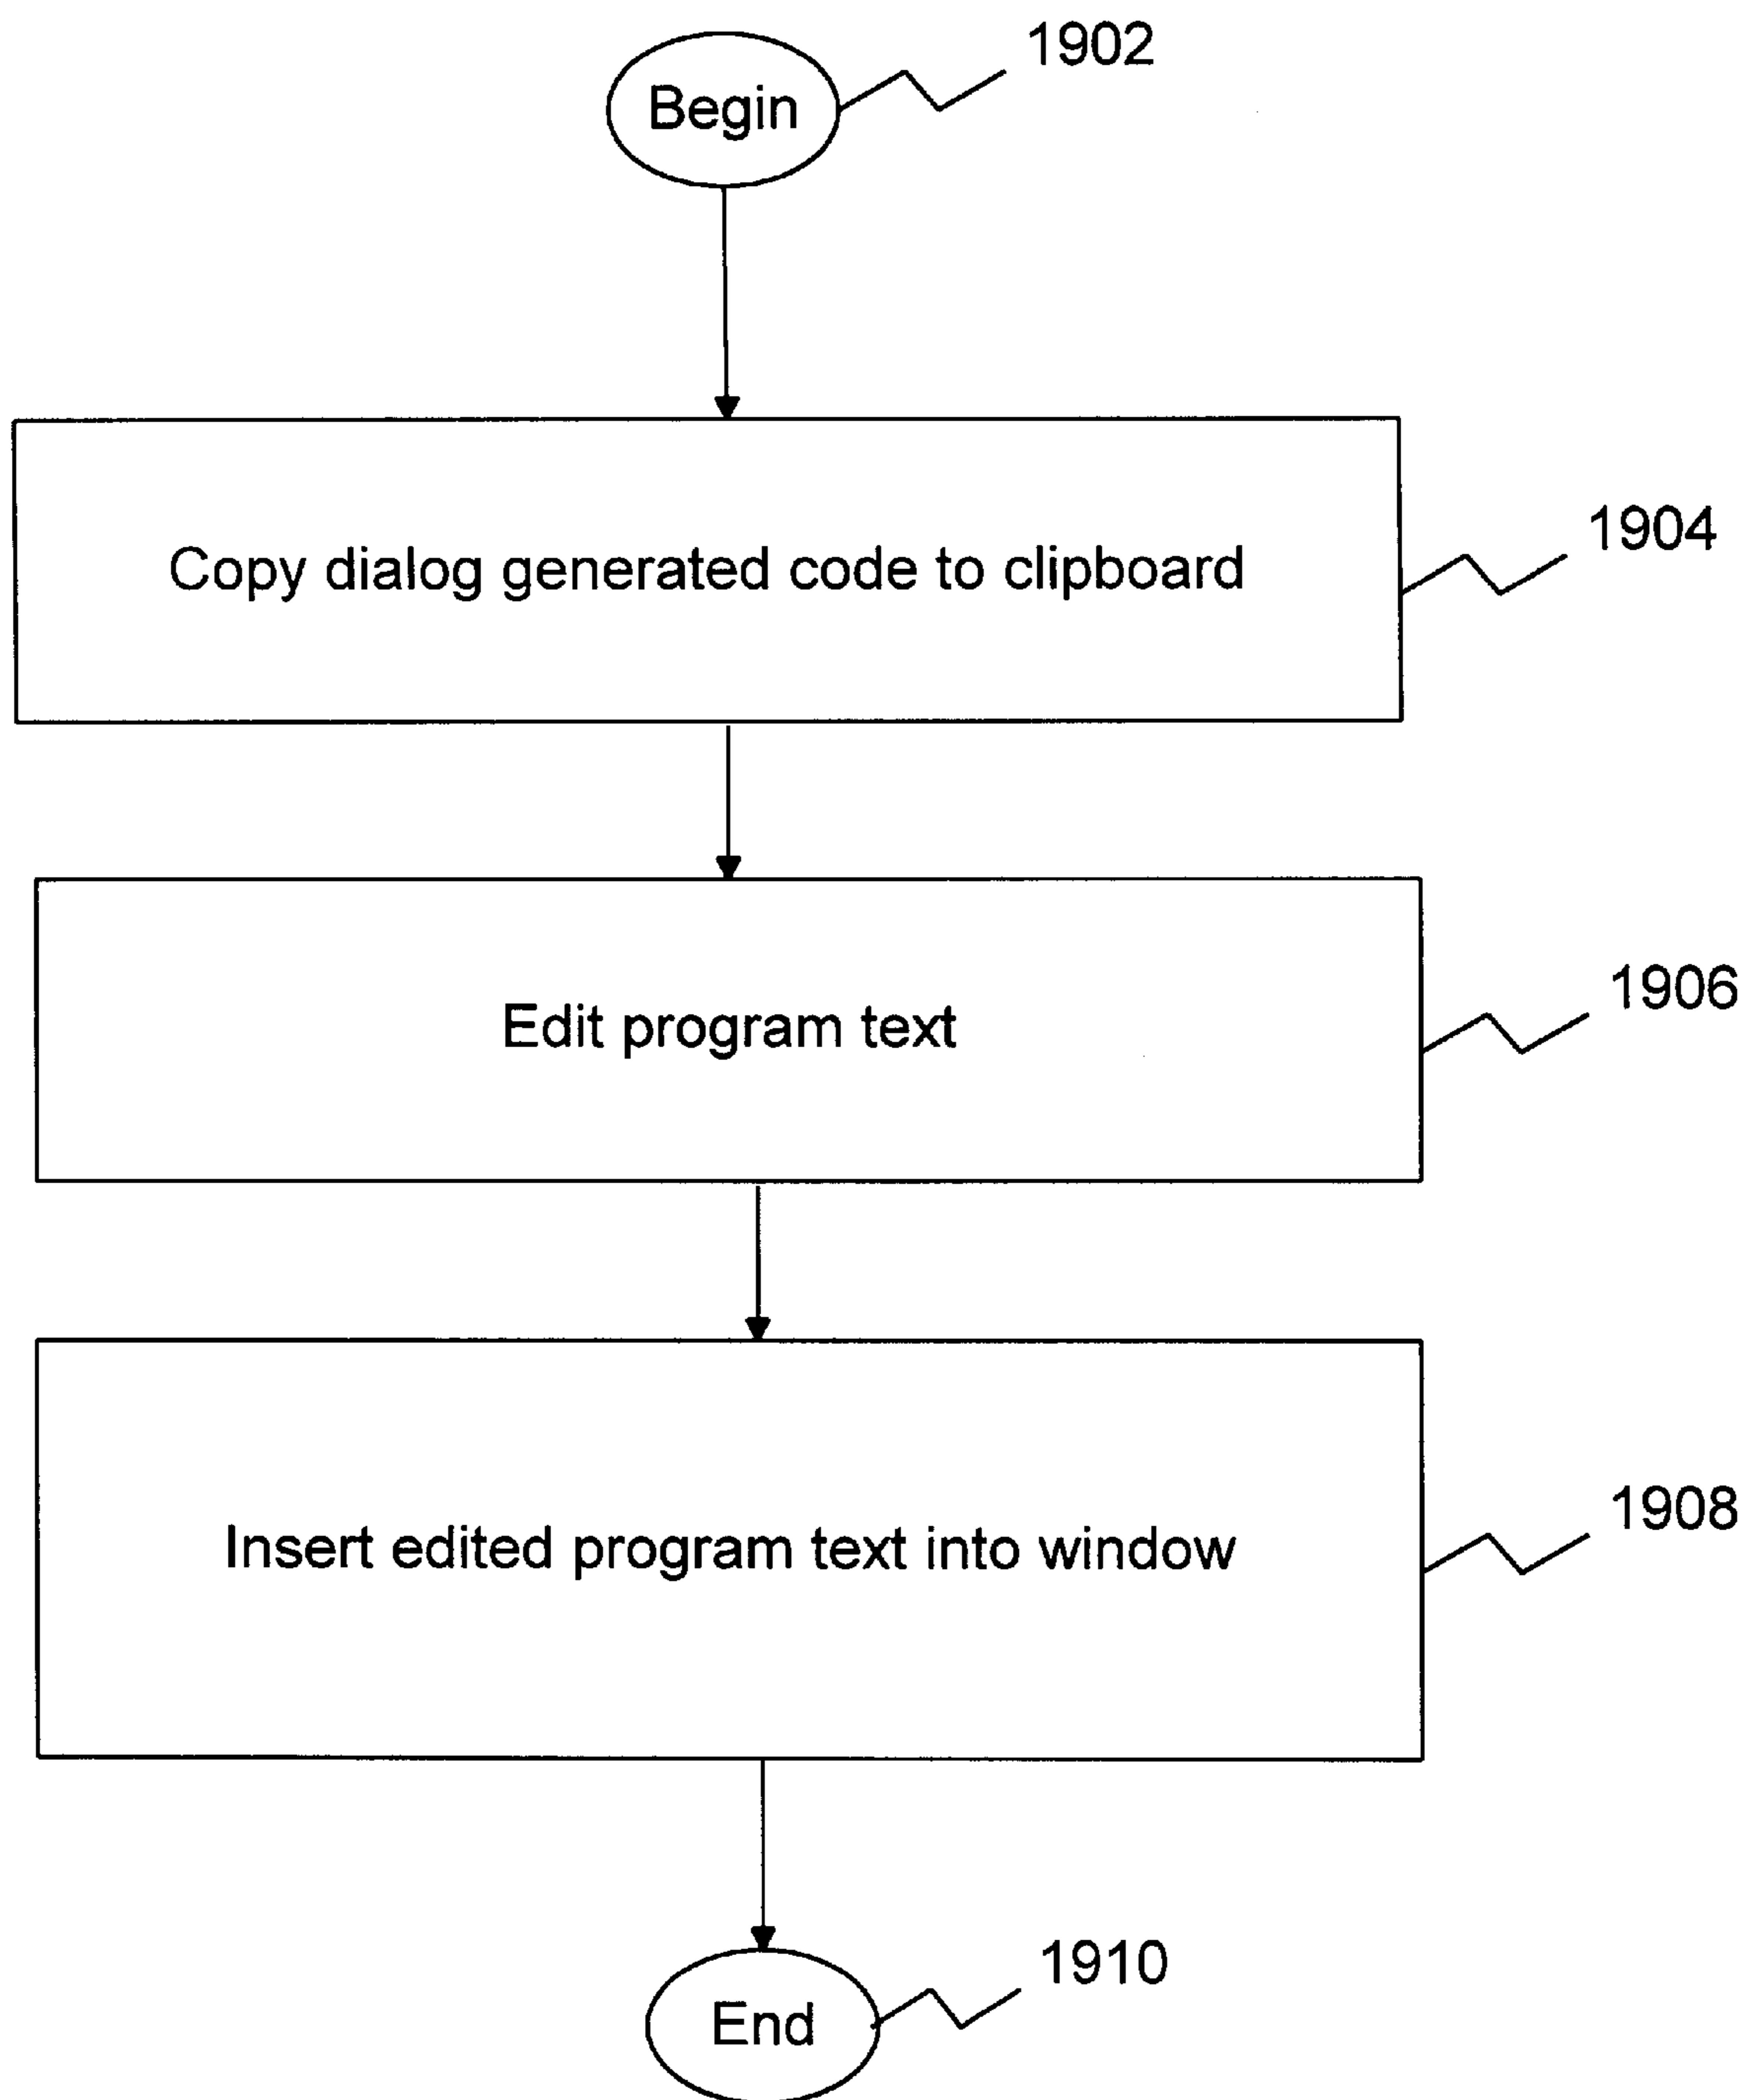 1902
Begin
1904
Copy dialog generated code to clipboard
1906
Edit program text
1908
Insert edited program text into window
1910
End